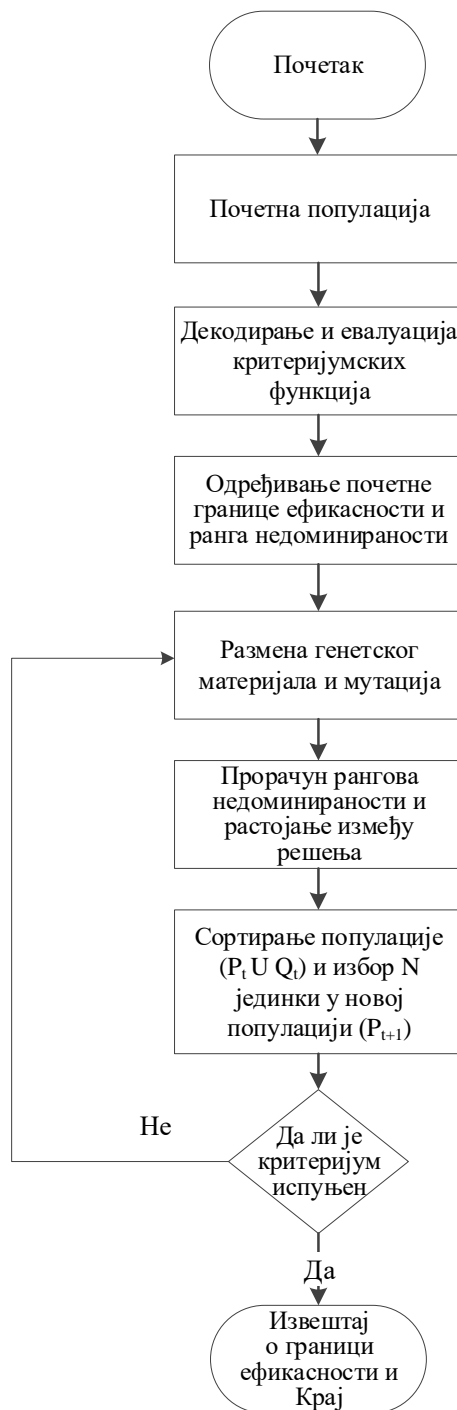 Почетак
Почетна популација
Декодирање и евалуација
критеријумских
функција
Одређивање почетне
границе ефикасности и
ранга недоминираности
Размена генетског
материјала и мутација
Прорачун рангова
недоминираности и
растојање између
решења
Сортирање популације
(Pt U Qt) и избор N
јединки у новој
популацији (Pt+1)
Не
Да ли је
критеријум
испуњен
Да
Извештај
о граници
ефикасности и
Крај